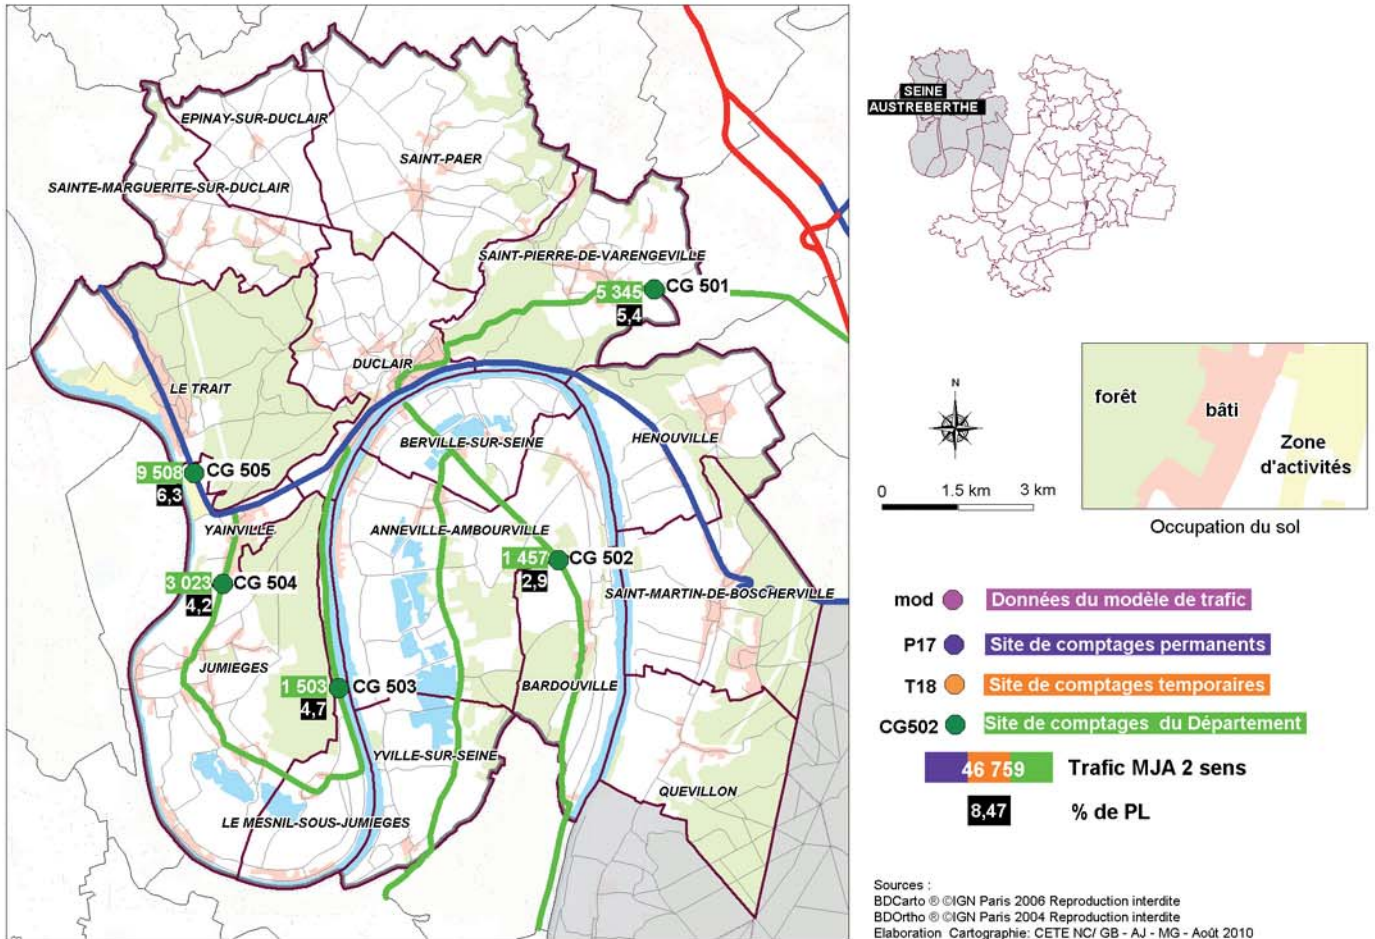 EPINAY-SUR-DUCLAIR
SAINT-PAER
SAINTE-MARGUERITE-SUR-DUCLAIR
SAINT-PIERRE-DE-VARENGEVILLE
5 345
CG 501
5,4
DUCLAIR
LE TRAIT
BERVILLE-SUR-SEINE
HENOUVILLE
9 508
CG 505
6,3
YAINVILLE
ANNEVILLE-AMBOURVILLE
1 457
CG 502
2,9
3 023
CG 504
4,2
SAINT-MARTIN-DE-BOSCHERVILLE
JUMIEGES
1 503
CG 503
4,7
BARDOUVILLE
YVILLE-SUR-SEINE
QUEVILLON
LE MESNIL-SOUS-JUMIEGES
SEINE
AUSTREBERTHE
N
0 1.5 km 3 km
forêt
bâti
Zone
d'activités
Occupation du sol
mod Données du modèle de trafic
P17 Site de comptages permanents
T18 Site de comptages temporaires
CG502 Site de comptages du Département
46 759 Trafic MJA 2 sens
8,47 % de PL
Sources :
BDCarto ® ©IGN Paris 2006 Reproduction interdite
BDOrtho ® ©IGN Paris 2004 Reproduction interdite
Elaboration Cartographie: CETE NC/ GB - AJ - MG - Août 2010